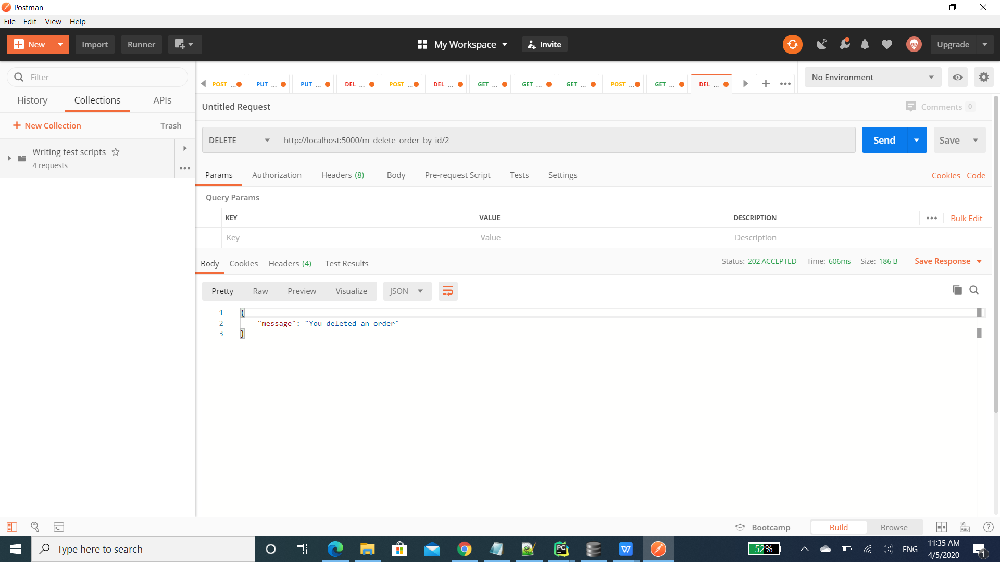 Postman
File Edit View Help
New Import Runner My Workspace Invite Upgrade
Filter
History Collections APIs
New Collection Trash
Writing test scripts
4 requests
POST ... PUT ... PUT ... DEL ... POST ... DEL ... GET ... GET ... GET ... POST ... GET ... DEL ...
No Environment
Untitled Request
Comments 0
DELETE http://localhost:5000/m_delete_order_by_id/2 Send Save
Params Authorization Headers (8) Body Pre-request Script Tests Settings Cookies Code
Query Params
KEY VALUE DESCRIPTION Bulk Edit
Key Value Description
Body Cookies Headers (4) Test Results Status: 202 ACCEPTED Time: 606ms Size: 186 B Save Response
Pretty Raw Preview Visualize JSON
1 {
2 "message": "You deleted an order"
3 }
Bootcamp Build Browse
Type here to search
PC
W
52%
ENG
11:35 AM
4/5/2020
1